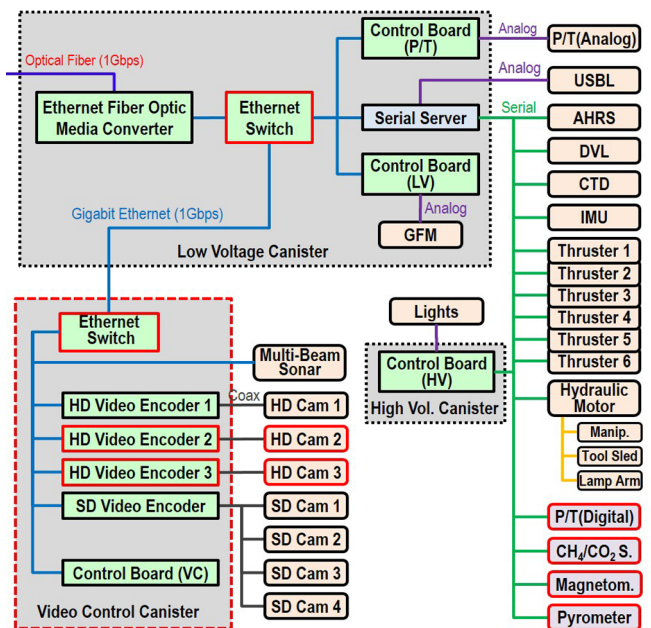 Optical Fiber (1Gbps)
Ethernet Fiber Optic
Media Converter
Ethernet
Switch
Control Board
(P/T)
Serial Server
Control Board
(LV)
Analog
GFM
Gigabit Ethernet (1Gbps)
Low Voltage Canister
Analog
P/T(Analog)
Analog
USBL
Serial
AHRS
DVL
CTD
IMU
Thruster 1
Thruster 2
Thruster 3
Thruster 4
Thruster 5
Thruster 6
Hydraulic
Motor
Manip.
Tool Sled
Lamp Arm
P/T(Digital)
CH₄/CO₂ S.
Magnetom.
Pyrometer
Lights
Control Board
(HV)
High Vol. Canister
Ethernet
Switch
Multi-Beam
Sonar
HD Video Encoder 1
Coax
HD Cam 1
HD Video Encoder 2
HD Cam 2
HD Video Encoder 3
HD Cam 3
SD Video Encoder
SD Cam 1
SD Cam 2
SD Cam 3
SD Cam 4
Control Board (VC)
Video Control Canister